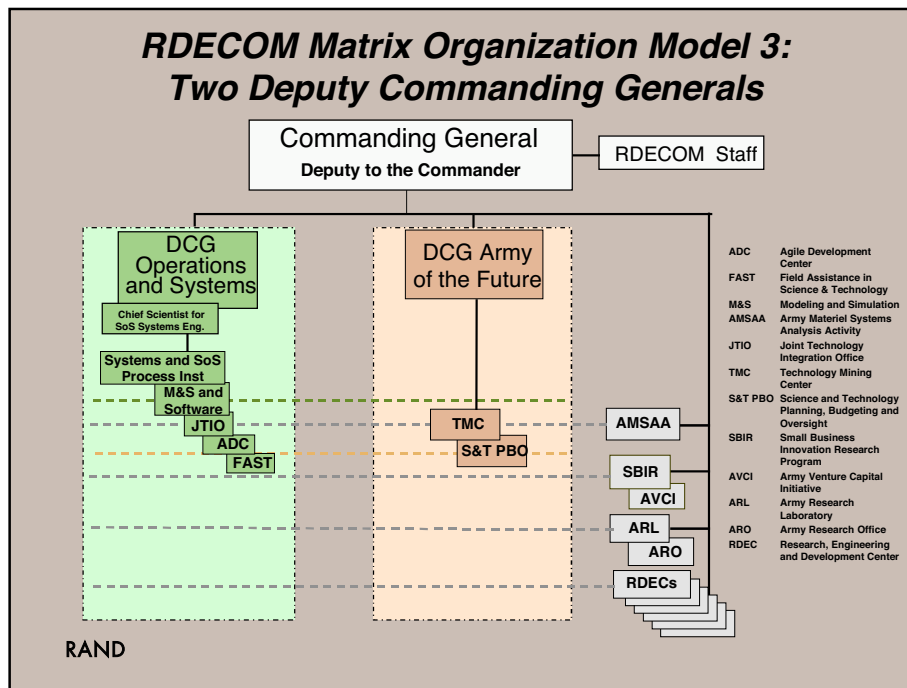 RDECOM Matrix Organization Model 3:
Two Deputy Commanding Generals
Commanding General
Deputy to the Commander
RDECOM Staff
DCG
Operations
and Systems
Chief Scientist for
SoS Systems Eng.
Systems and SoS
Process Inst
M&S and
Software
JTIO
ADC
FAST
DCG Army
of the Future
TMC
S&T PBO
AMSAA
SBIR
AVCI
ARL
ARO
RDECs
ADC Agile Development
Center
FAST Field Assistance in
Science & Technology
M&S Modeling and Simulation
AMSAA Army Materiel Systems
Analysis Activity
JTIO Joint Technology
Integration Office
TMC Technology Mining
Center
S&T PBO Science and Technology
Planning, Budgeting and
Oversight
SBIR Small Business
Innovation Research
Program
AVCI Army Venture Capital
Initiative
ARL Army Research
Laboratory
ARO Army Research Office
RDEC Research, Engineering
and Development Center
RAND